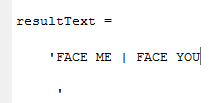 resultText =
'FACE ME | FACE YOU
'